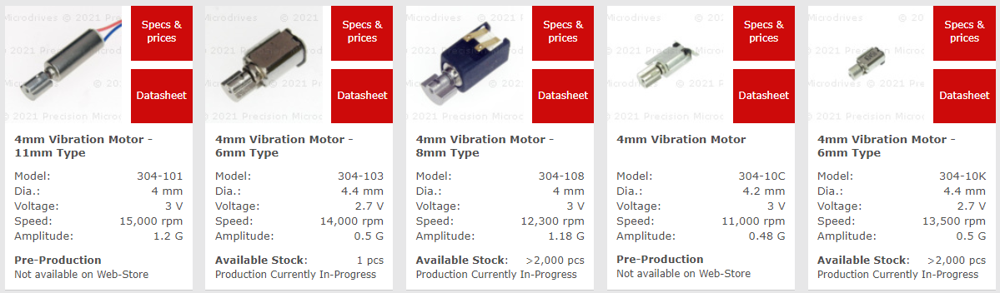 Microdrives © 2021 Precision
Specs &
prices
Datasheet
4mm Vibration Motor -
11mm Type
Model: 304-101
Dia.: 4 mm
Voltage: 3 V
Speed: 15,000 rpm
Amplitude: 1.2 G
Pre-Production
Not available on Web-Store
Specs &
prices
Datasheet
4mm Vibration Motor -
6mm Type
Model: 304-103
Dia.: 4.4 mm
Voltage: 2.7 V
Speed: 14,000 rpm
Amplitude: 0.5 G
Available Stock: 1 pcs
Production Currently In-Progress
Specs &
prices
Datasheet
4mm Vibration Motor -
8mm Type
Model: 304-108
Dia.: 4 mm
Voltage: 3 V
Speed: 12,300 rpm
Amplitude: 1.18 G
Available Stock: >2,000 pcs
Production Currently In-Progress
Specs &
prices
Datasheet
4mm Vibration Motor
Model: 304-10C
Dia.: 4.2 mm
Voltage: 3 V
Speed: 11,000 rpm
Amplitude: 0.48 G
Pre-Production
Not available on Web-Store
Specs &
prices
Datasheet
4mm Vibration Motor -
6mm Type
Model: 304-10K
Dia.: 4.4 mm
Voltage: 2.7 V
Speed: 13,500 rpm
Amplitude: 0.5 G
Available Stock: >2,000 pcs
Production Currently In-Progress